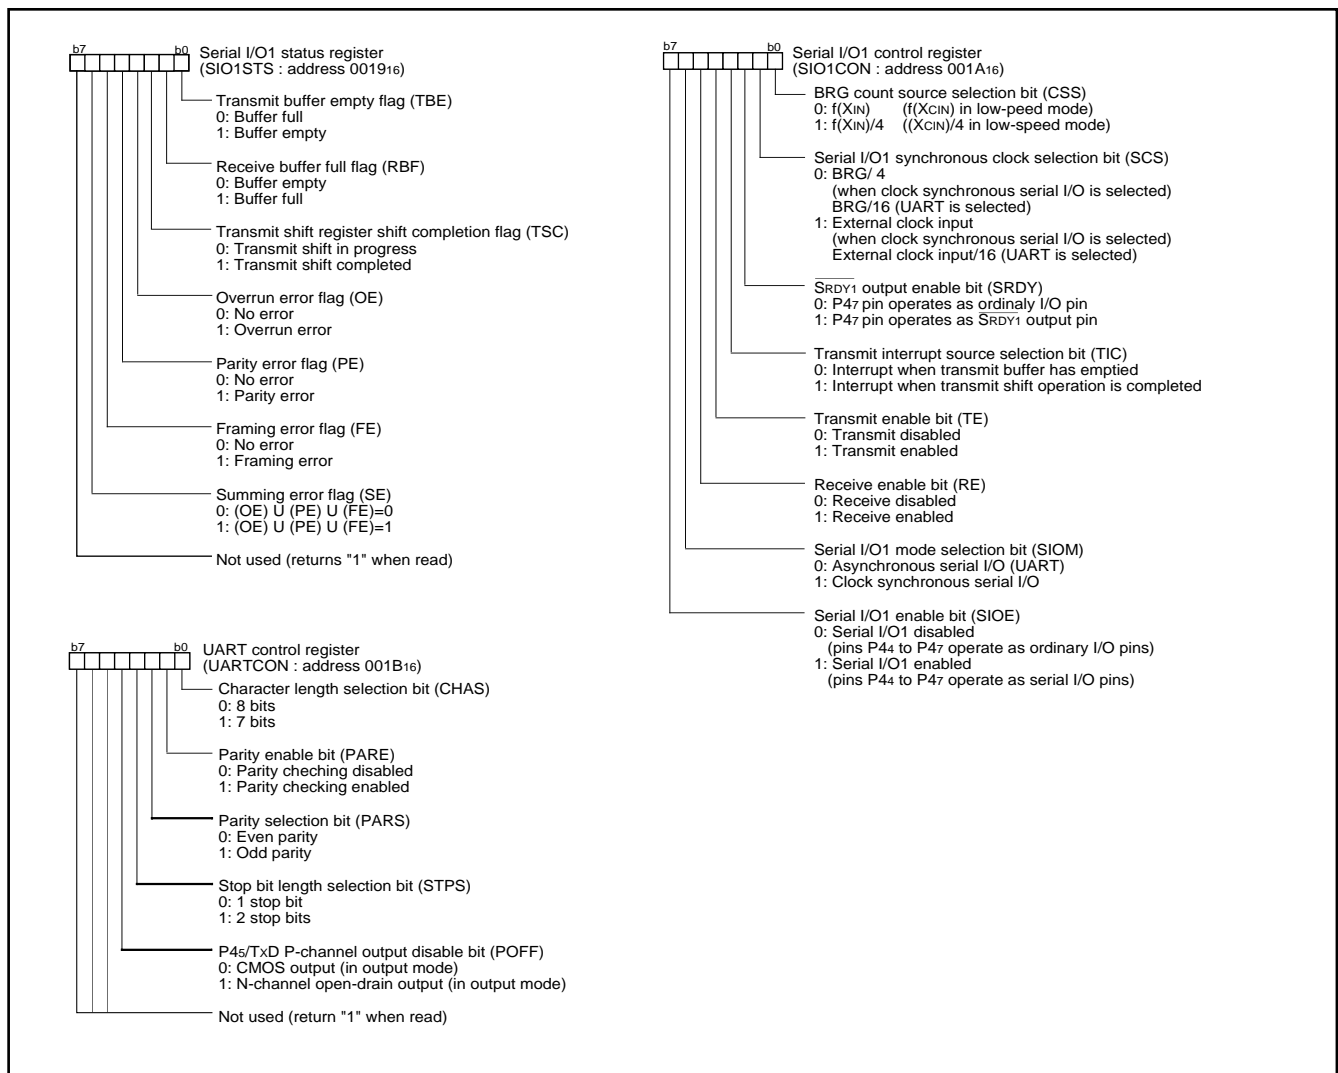 b7 b0 Serial I/O1 status register
(SIO1STS : address 001916)
Transmit buffer empty flag (TBE)
0: Buffer full
1: Buffer empty
Receive buffer full flag (RBF)
0: Buffer empty
1: Buffer full
Transmit shift register shift completion flag (TSC)
0: Transmit shift in progress
1: Transmit shift completed
Overrun error flag (OE)
0: No error
1: Overrun error
Parity error flag (PE)
0: No error
1: Parity error
Framing error flag (FE)
0: No error
1: Framing error
Summing error flag (SE)
0: (OE) U (PE) U (FE)=0
1: (OE) U (PE) U (FE)=1
Not used (returns "1" when read)
b7 b0 UART control register
(UARTCON : address 001B16)
Character length selection bit (CHAS)
0: 8 bits
1: 7 bits
Parity enable bit (PARE)
0: Parity cheching disabled
1: Parity checking enabled
Parity selection bit (PARS)
0: Even parity
1: Odd parity
Stop bit length selection bit (STPS)
0: 1 stop bit
1: 2 stop bits
P45/TXD P-channel output disable bit (POFF)
0: CMOS output (in output mode)
1: N-channel open-drain output (in output mode)
Not used (return "1" when read)
b7 b0 Serial I/O1 control register
(SIO1CON : address 001A16)
BRG count source selection bit (CSS)
0: f(XIN) (f(XCIN) in low-peed mode)
1: f(XIN)/4 ((XCIN)/4 in low-speed mode)
Serial I/O1 synchronous clock selection bit (SCS)
0: BRG/ 4
(when clock synchronous serial I/O is selected)
BRG/16 (UART is selected)
1: External clock input
(when clock synchronous serial I/O is selected)
External clock input/16 (UART is selected)
SRDY1 output enable bit (SRDY)
0: P47 pin operates as ordinaly I/O pin
1: P47 pin operates as SRDY1 output pin
Transmit interrupt source selection bit (TIC)
0: Interrupt when transmit buffer has emptied
1: Interrupt when transmit shift operation is completed
Transmit enable bit (TE)
0: Transmit disabled
1: Transmit enabled
Receive enable bit (RE)
0: Receive disabled
1: Receive enabled
Serial I/O1 mode selection bit (SIOM)
0: Asynchronous serial I/O (UART)
1: Clock synchronous serial I/O
Serial I/O1 enable bit (SIOE)
0: Serial I/O1 disabled
(pins P44 to P47 operate as ordinary I/O pins)
1: Serial I/O1 enabled
(pins P44 to P47 operate as serial I/O pins)